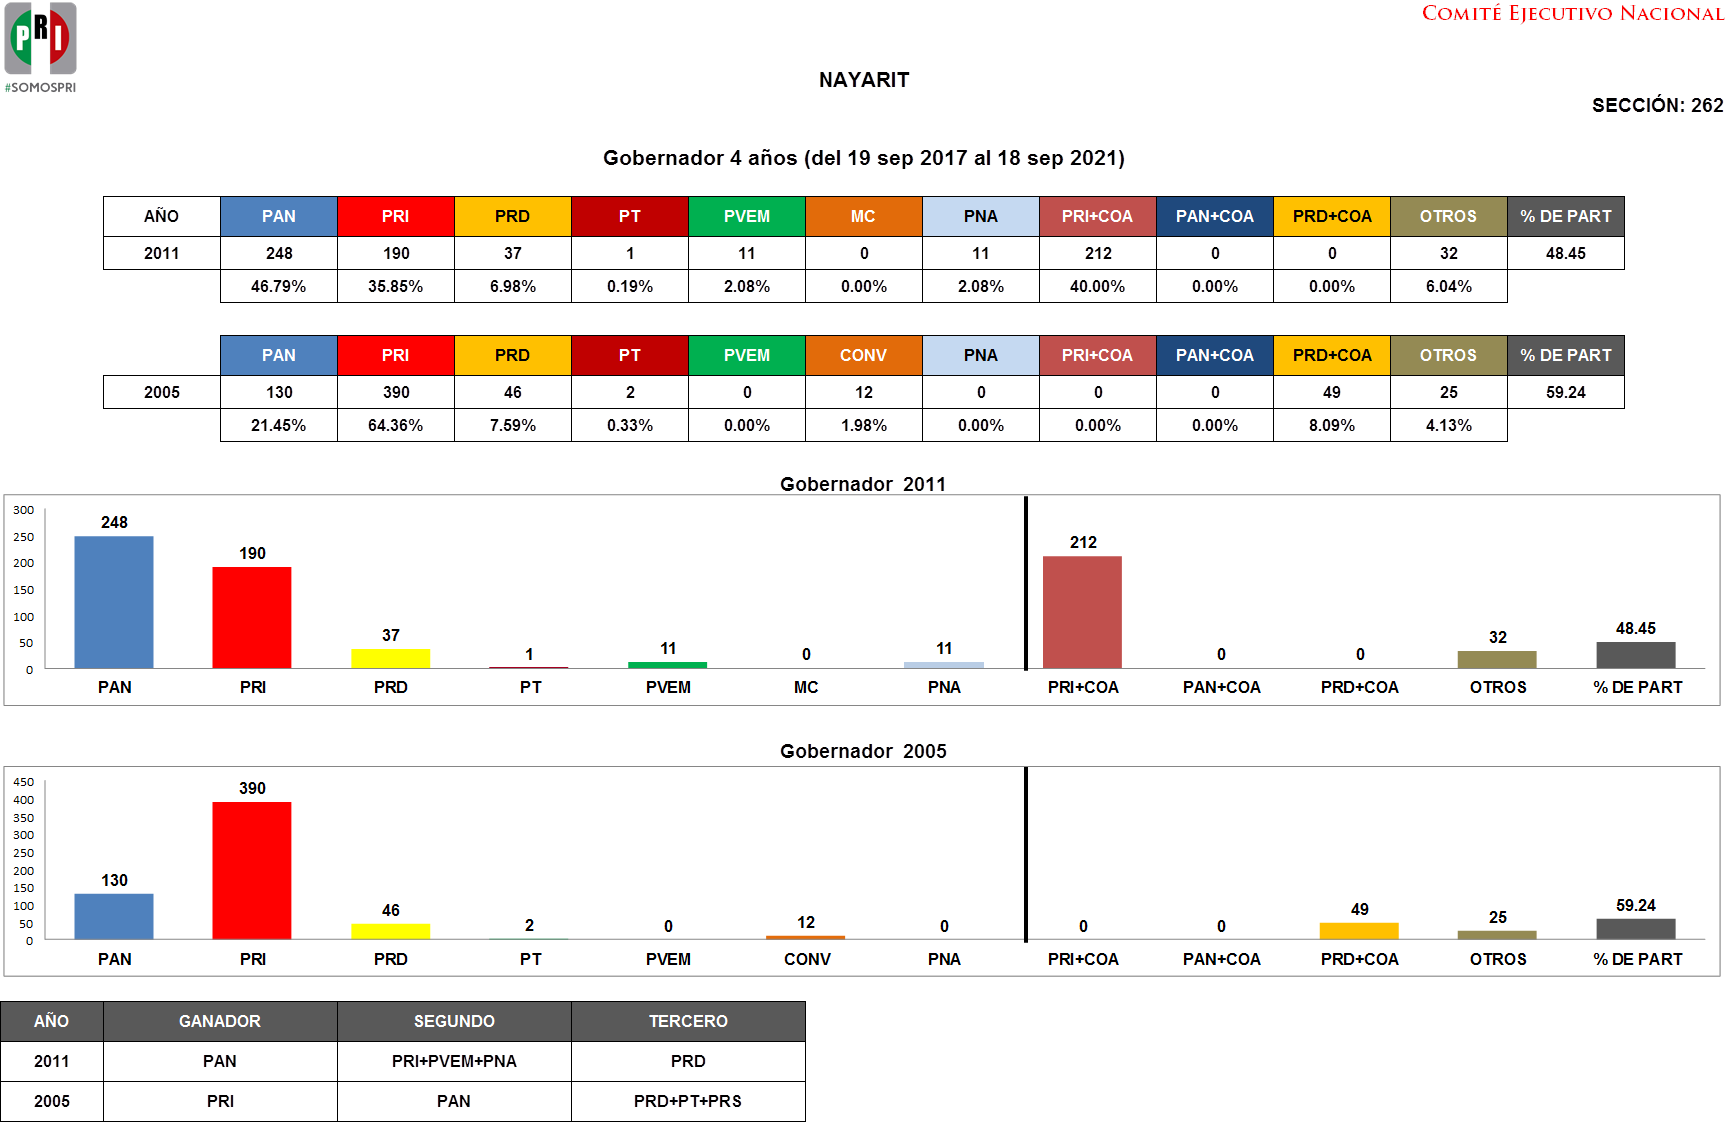 PRI
#SOMOSPRI
COMITÉ EJECUTIVO NACIONAL
NAYARIT
SECCIÓN: 262
Gobernador 4 años (del 19 sep 2017 al 18 sep 2021)
AÑO PAN PRI PRD PT PVEM MC PNA PRI+COA PAN+COA PRD+COA OTROS % DE PART
2011 248 190 37 1 11 0 11 212 0 0 32 48.45
46.79% 35.85% 6.98% 0.19% 2.08% 0.00% 2.08% 40.00% 0.00% 0.00% 6.04%
PAN PRI PRD PT PVEM CONV PNA PRI+COA PAN+COA PRD+COA OTROS % DE PART
2005 130 390 46 2 0 12 0 0 0 49 25 59.24
21.45% 64.36% 7.59% 0.33% 0.00% 1.98% 0.00% 0.00% 0.00% 8.09% 4.13%
Gobernador 2011
300
250
200
150
100
50
0
248 190 37 1 11 0 11 212 0 0 32 48.45
PAN PRI PRD PT PVEM MC PNA PRI+COA PAN+COA PRD+COA OTROS % DE PART
Gobernador 2005
450
400
350
300
250
200
150
100
50
0
130 390 46 2 0 12 0 0 0 49 25 59.24
PAN PRI PRD PT PVEM CONV PNA PRI+COA PAN+COA PRD+COA OTROS % DE PART
AÑO GANADOR SEGUNDO TERCERO
2011 PAN PRI+PVEM+PNA PRD
2005 PRI PAN PRD+PT+PRS